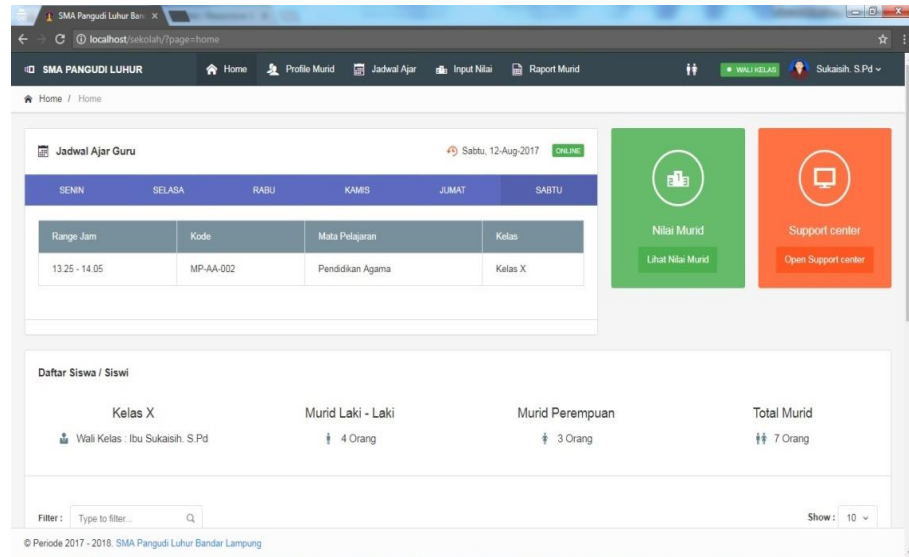 SMA Pangudi Luhur Ban
localhost/sekolah/?page=home
SMA PANGUDI LUHUR Home Profile Murid Jadwal Ajar Input Nilai Raport Murid WALI KELAS Sukaisih. S.Pd
Home / Home
Jadwal Ajar Guru Sabtu, 12-Aug-2017 ONLINE
SENIN SELASA RABU KAMIS JUMAT SABTU
Range Jam Kode Mata Pelajaran Kelas
13.25 - 14.05 MP-AA-002 Pendidikan Agama Kelas X
Nilai Murid
Lihat Nilai Murid
Support center
Open Support center
Daftar Siswa / Siswi
Kelas X Murid Laki - Laki Murid Perempuan Total Murid
Wali Kelas : Ibu Sukaisih. S.Pd 4 Orang 3 Orang 7 Orang
Filter : Type to filter... Show : 10
© Periode 2017 - 2018. SMA Pangudi Luhur Bandar Lampung